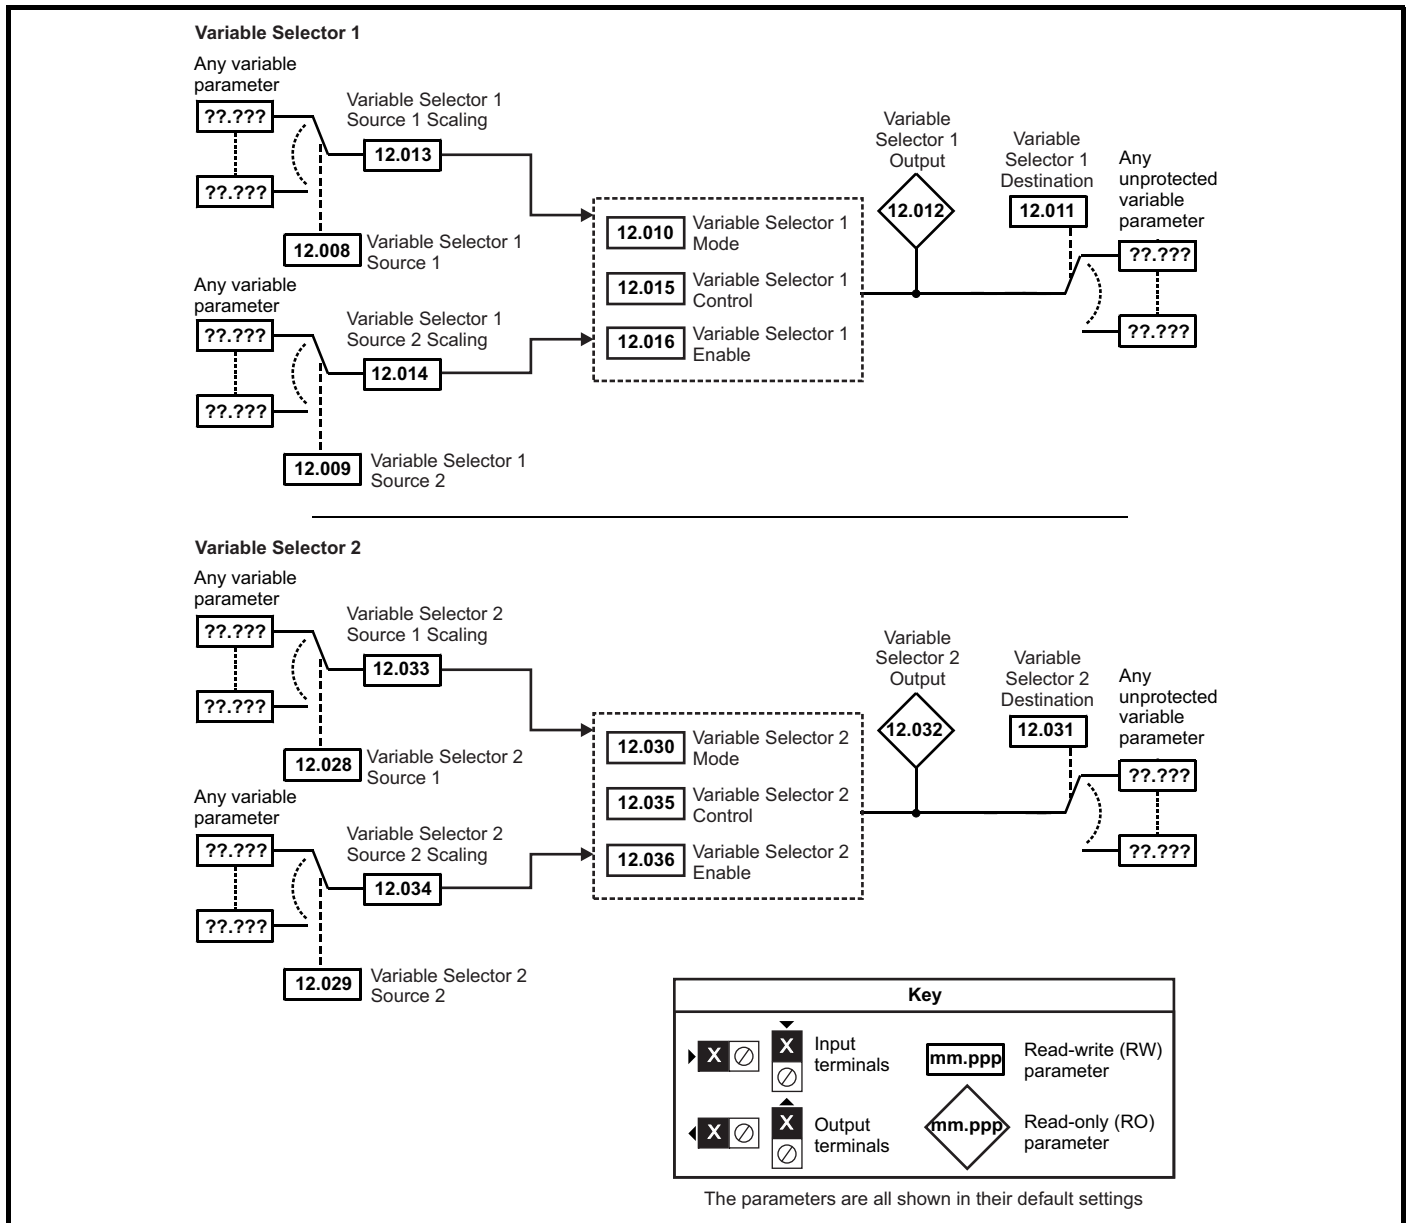 Variable Selector 1
Any variable
parameter
??.???
??.???
Variable Selector 1
Source 1 Scaling
12.013
12.008
Variable Selector 1
Source 1
Any variable
parameter
??.???
??.???
Variable Selector 1
Source 2 Scaling
12.014
12.009
Variable Selector 1
Source 2
12.010
Variable Selector 1
Mode
12.015
Variable Selector 1
Control
12.016
Variable Selector 1
Enable
Variable
Selector 1
Output
12.012
Variable
Selector 1
Destination
12.011
Any
unprotected
variable
parameter
??.???
??.???
Variable Selector 2
Any variable
parameter
??.???
??.???
Variable Selector 2
Source 1 Scaling
12.033
12.028
Variable Selector 2
Source 1
Any variable
parameter
??.???
??.???
Variable Selector 2
Source 2 Scaling
12.034
12.029
Variable Selector 2
Source 2
12.030
Variable Selector 2
Mode
12.035
Variable Selector 2
Control
12.036
Variable Selector 2
Enable
Variable
Selector 2
Output
12.032
Variable
Selector 2
Destination
12.031
Any
unprotected
variable
parameter
??.???
??.???
Key
X
X
Input
terminals
mm.ppp
Read-write (RW)
parameter
X
X
Output
terminals
mm.ppp
Read-only (RO)
parameter
The parameters are all shown in their default settings